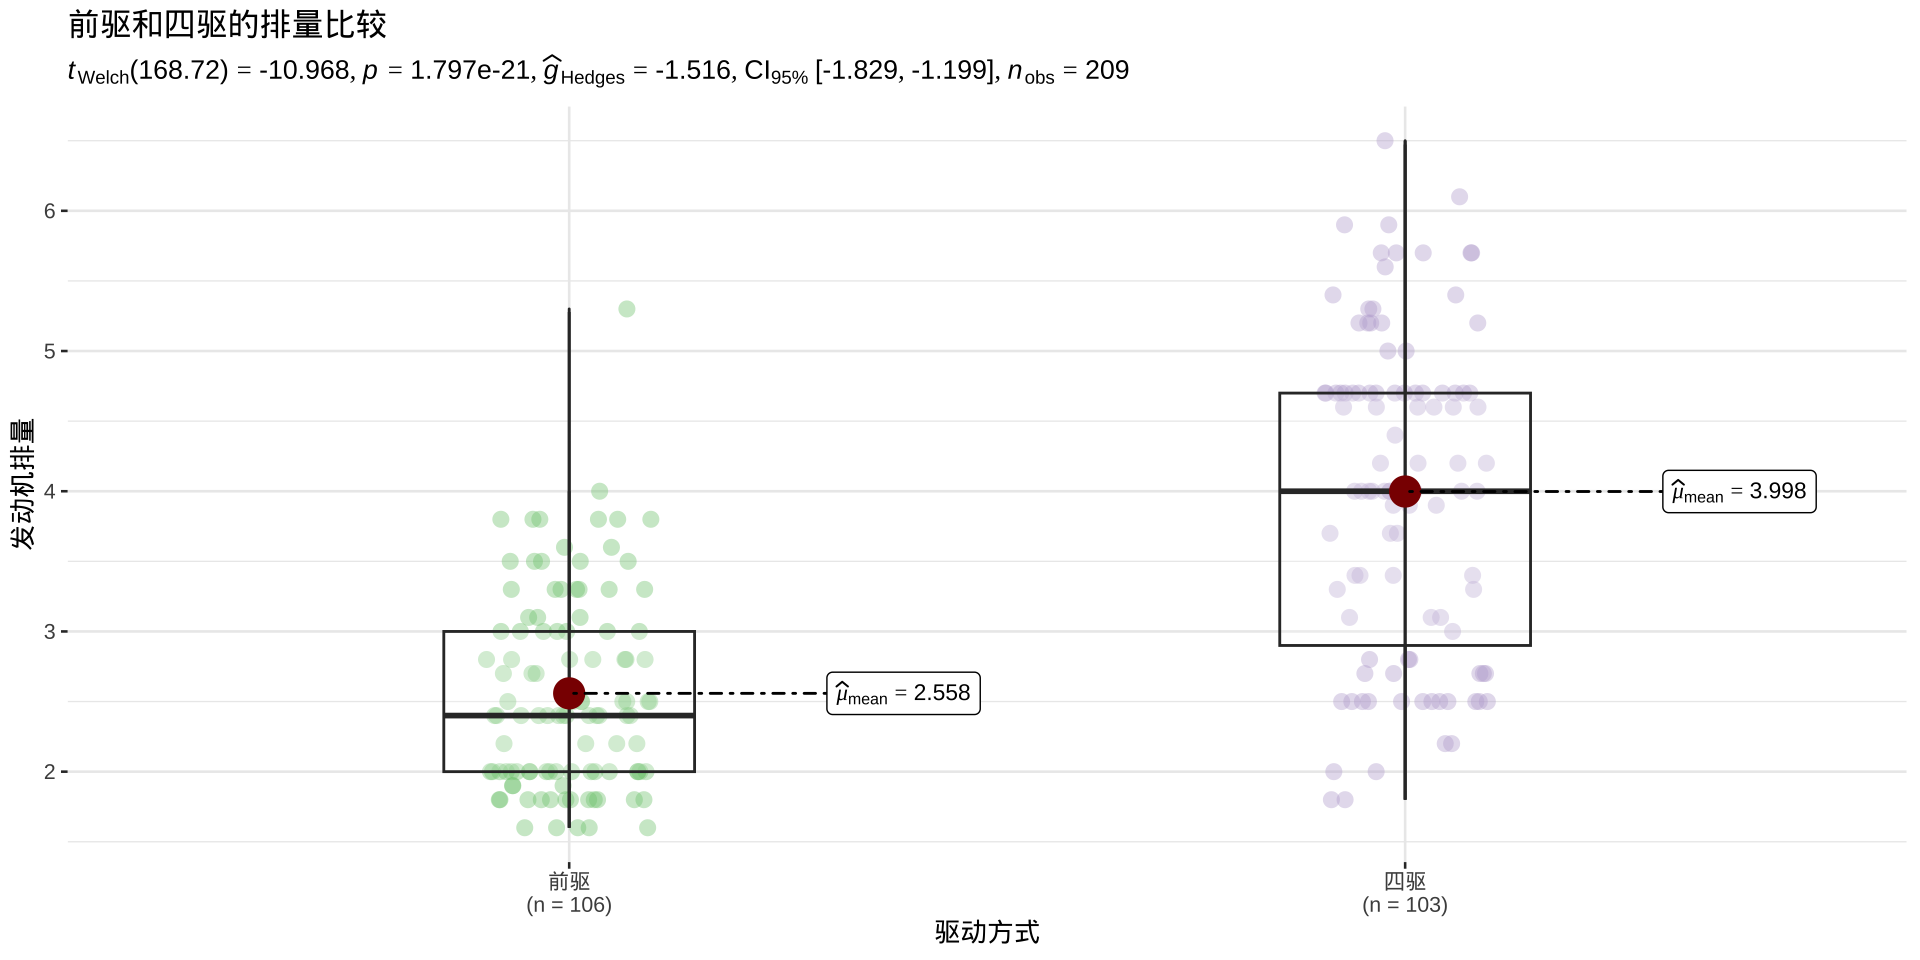 前驱和四驱的排量比较
tWelch(168.72) = -10.968, p = 1.797e-21, ĝHedges = -1.516, CI95% [-1.829, -1.199], nobs = 209
6
5
4
3
2
发动机排量
μ̂mean = 2.558
μ̂mean = 3.998
前驱
(n = 106)
四驱
(n = 103)
驱动方式